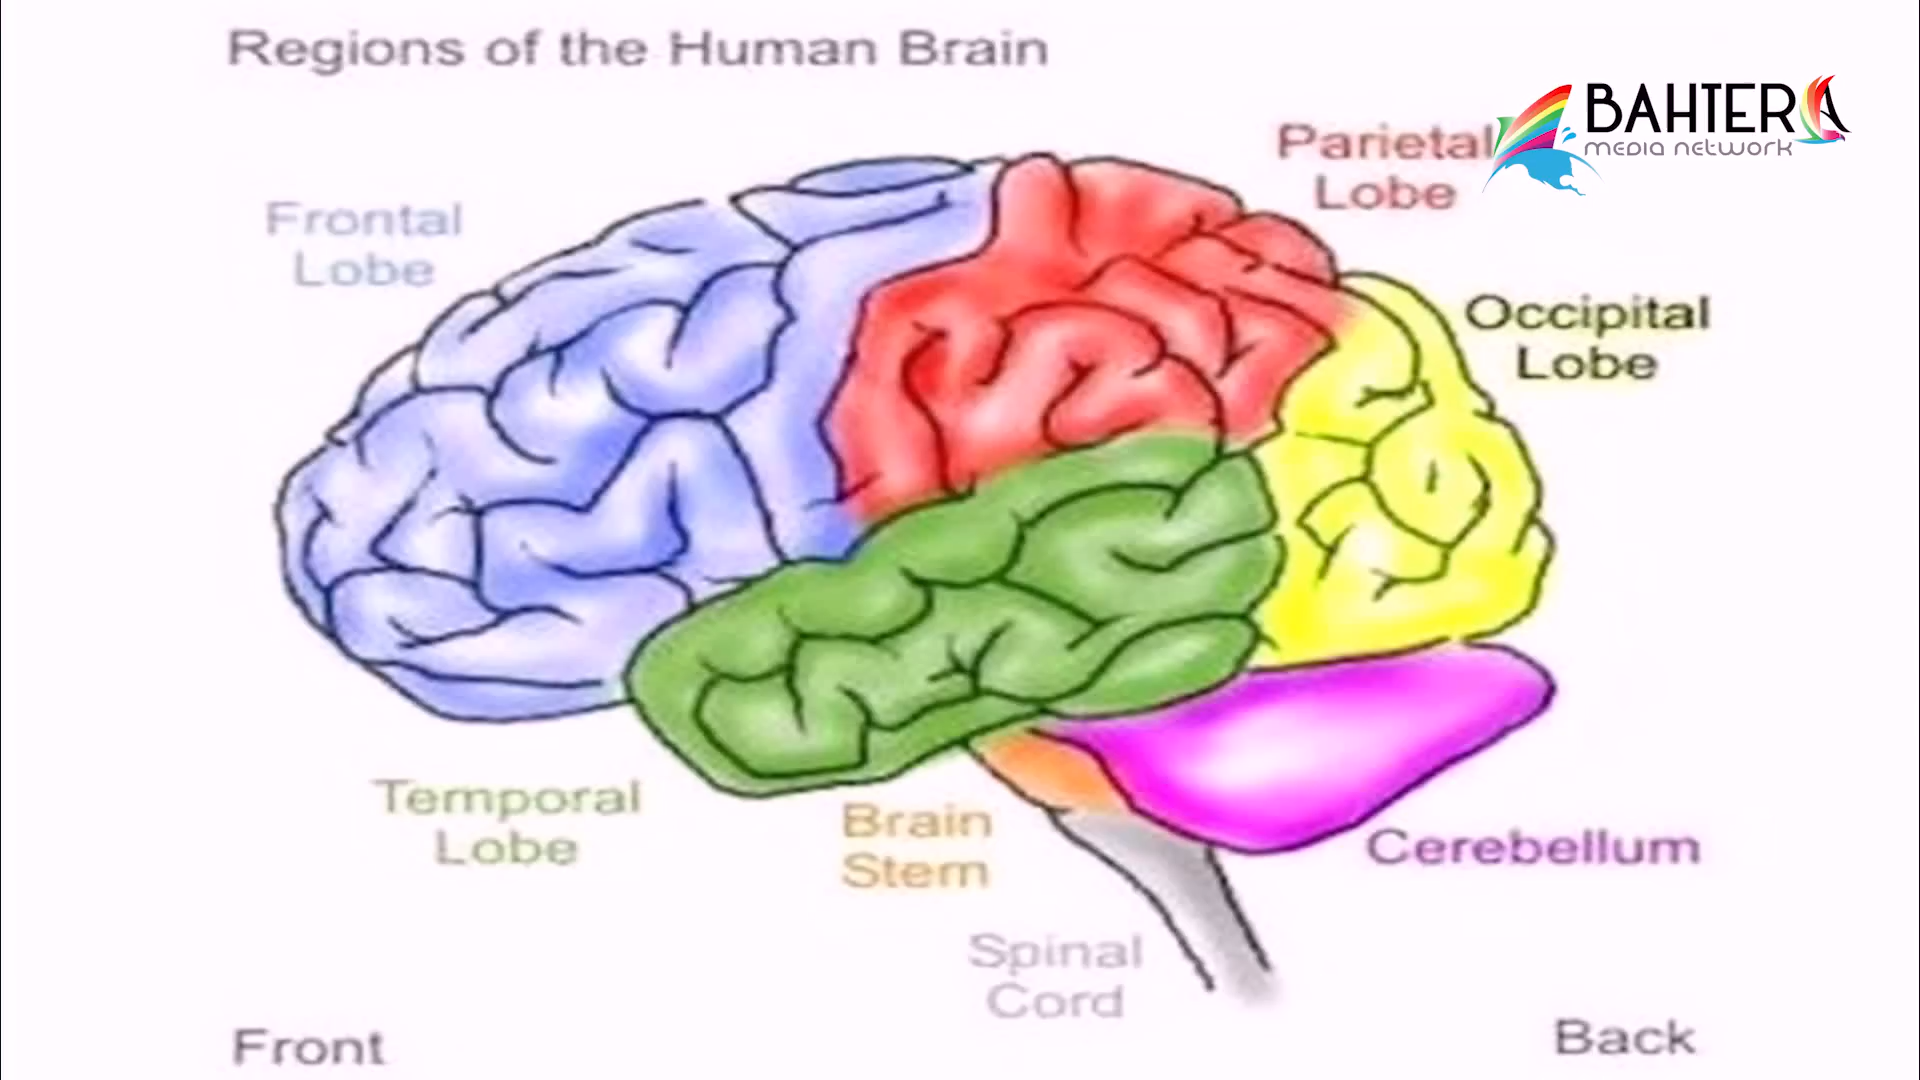 Regions of the Human Brain
BAHTERA
MEDIA NETWORK
Parietal
Lobe
Frontal
Lobe
Occipital
Lobe
Temporal
Lobe
Brain
Stem
Cerebellum
Spinal
Cord
Front
Back